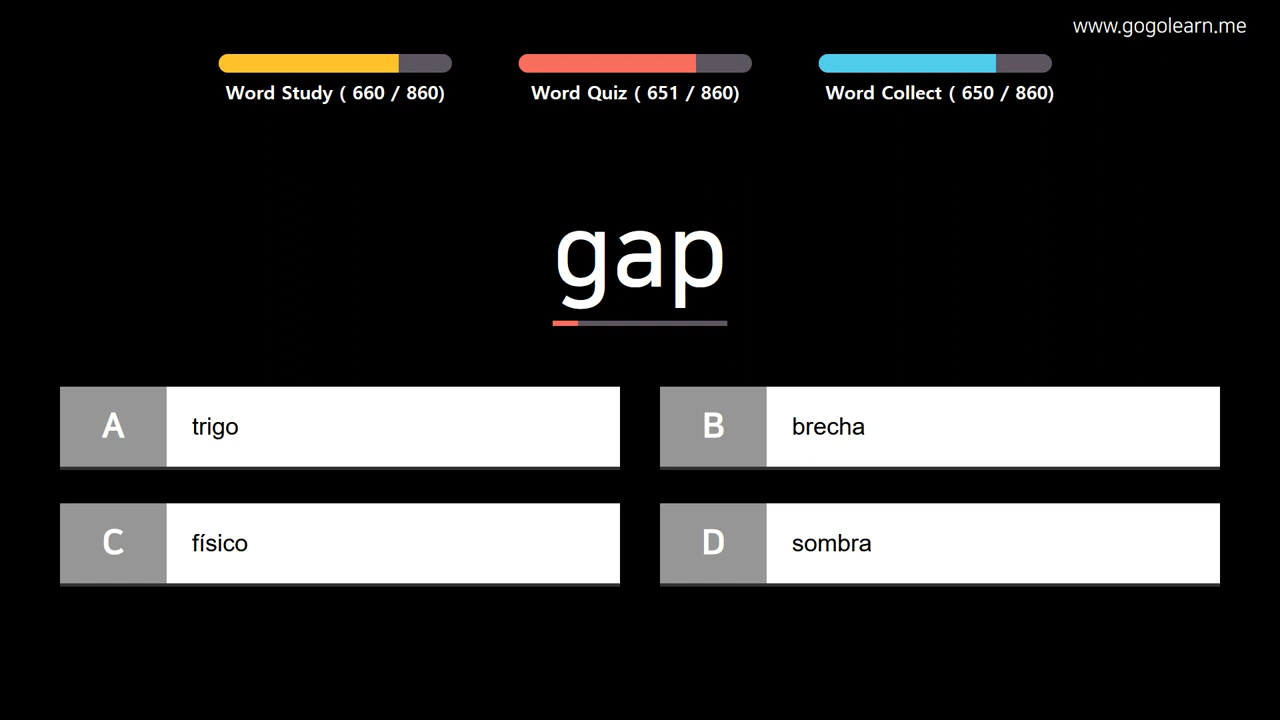 www.gogolearn.me
Word Study ( 660 / 860)
Word Quiz ( 651 / 860)
Word Collect ( 650 / 860)
gap
A trigo
B brecha
C físico
D sombra